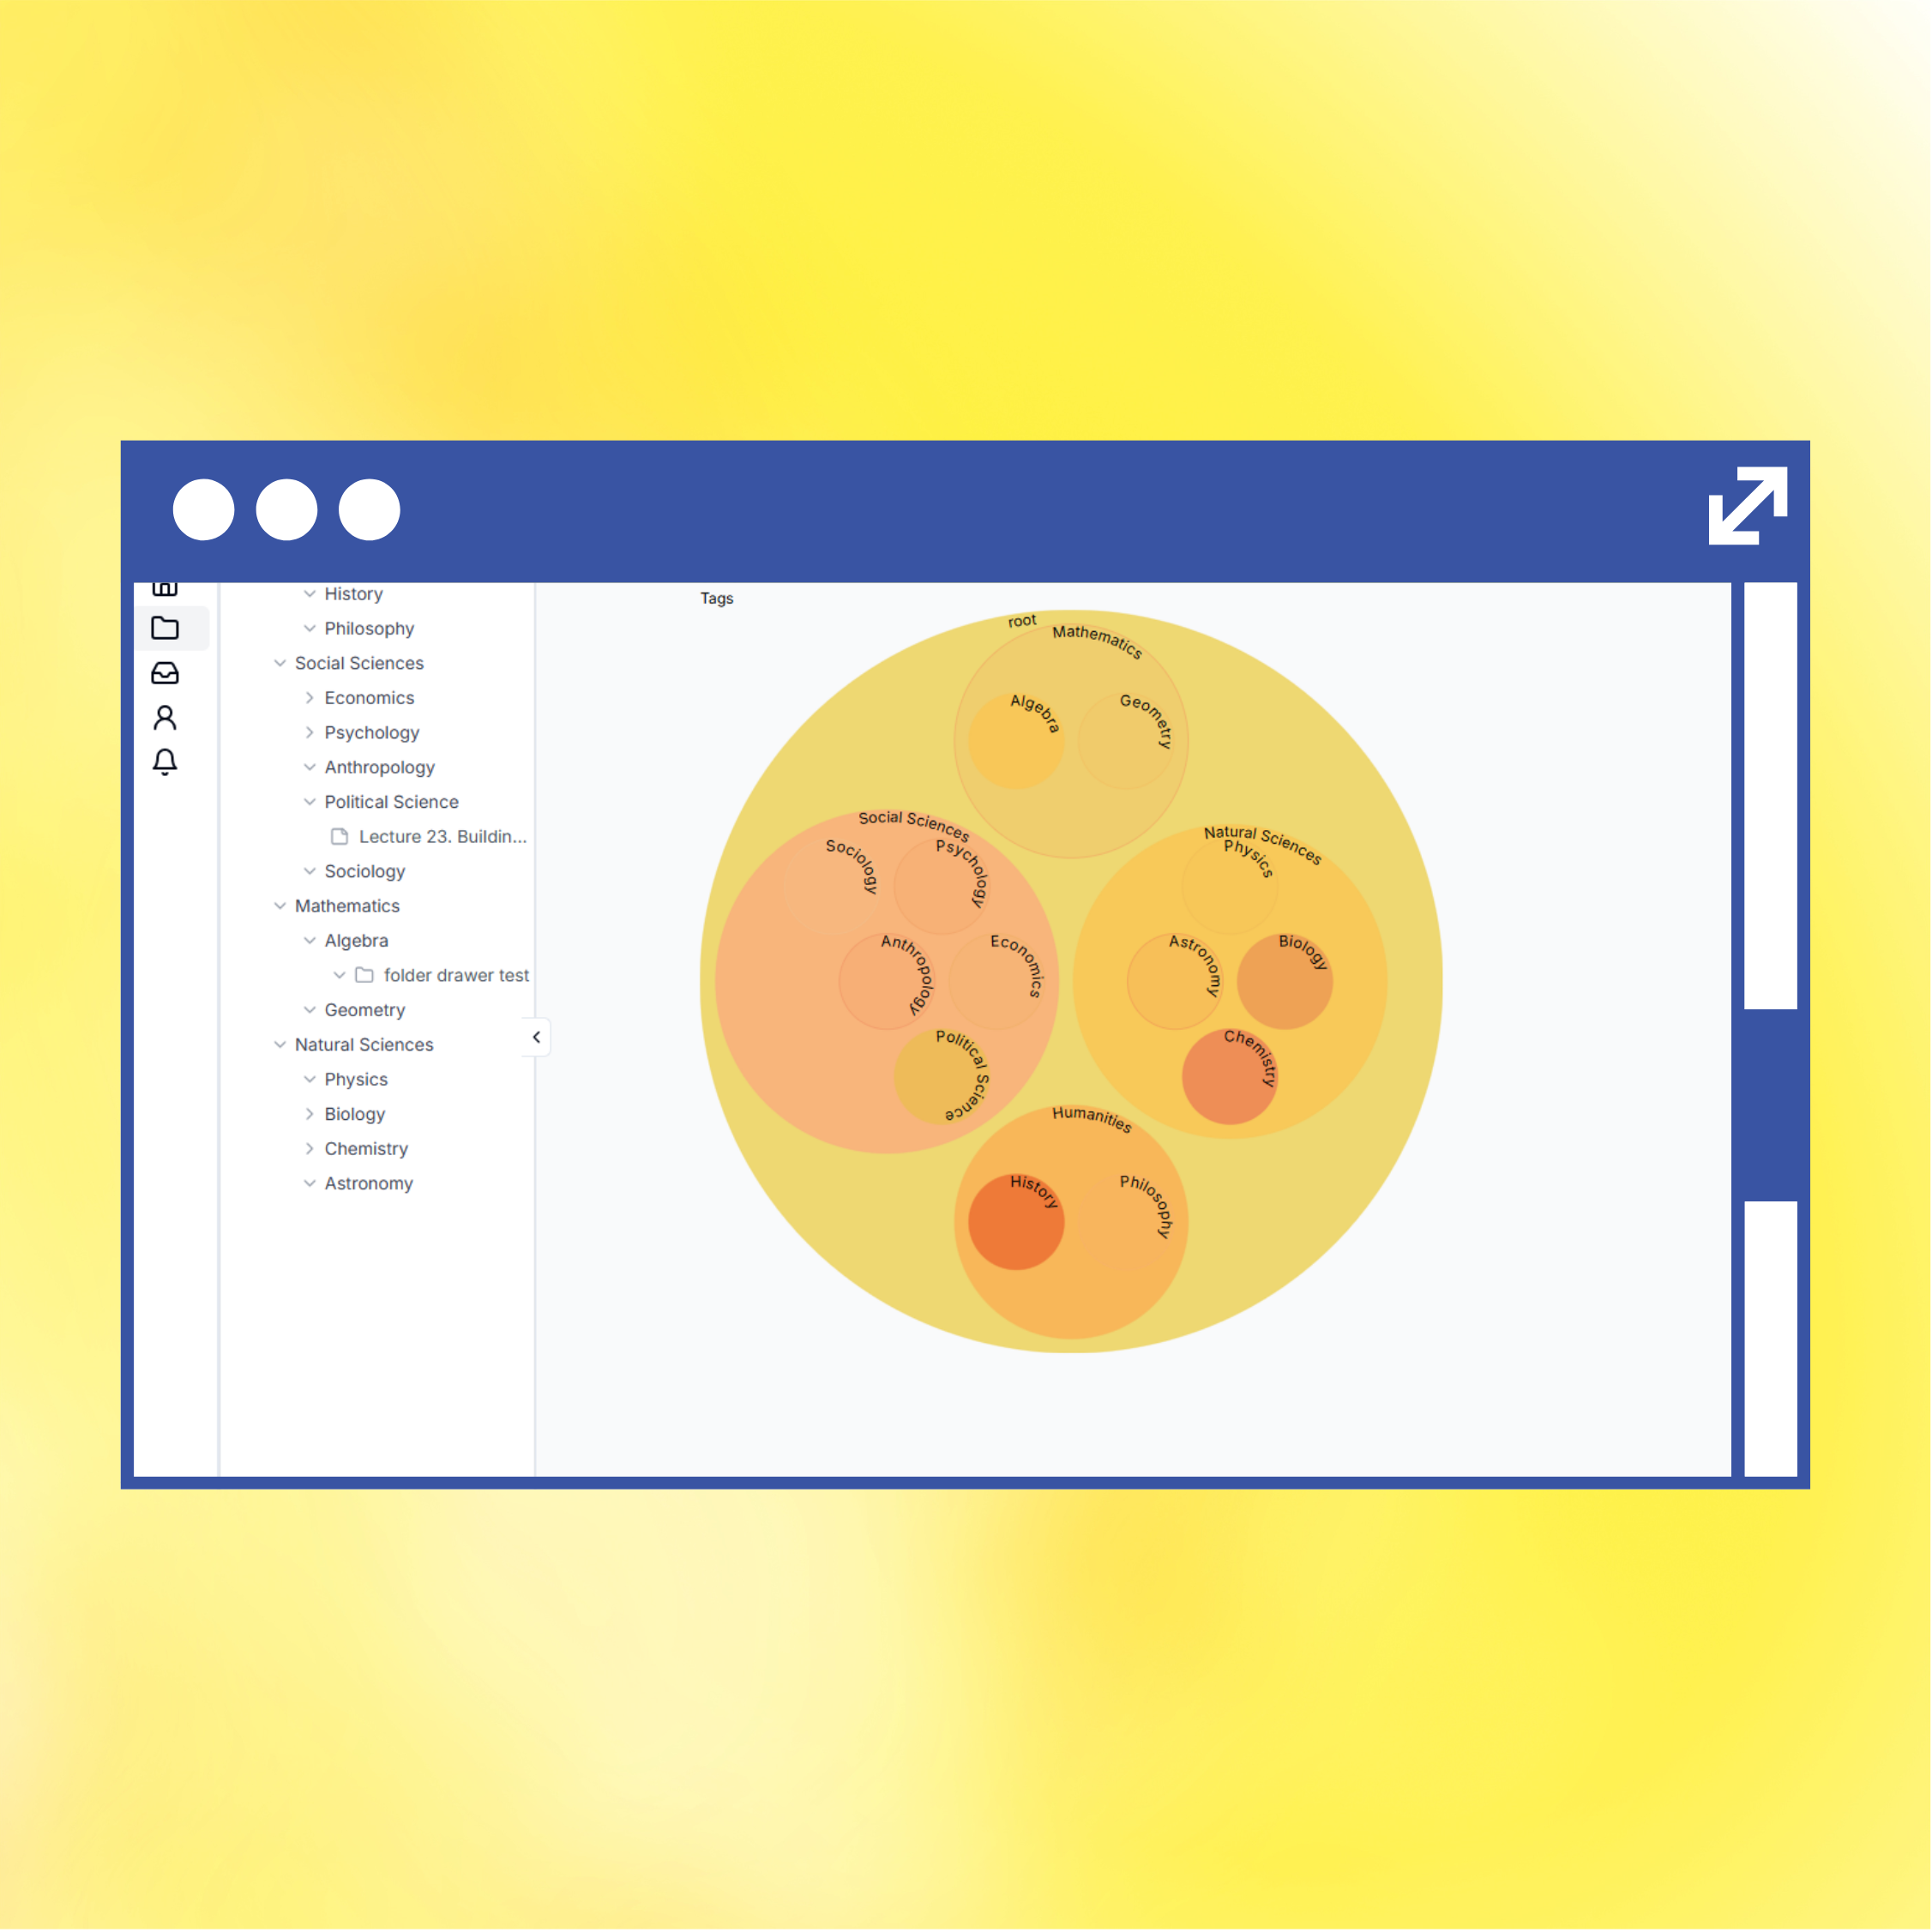 History
Philosophy
Social Sciences
Economics
Psychology
Anthropology
Political Science
Lecture 23. Buildin...
Sociology
Mathematics
Algebra
folder drawer test
Geometry
Natural Sciences
Physics
Biology
Chemistry
Astronomy
Tags
root
Mathematics
Algebra
Geometry
Social Sciences
Sociology
Psychology
Anthropology
Economics
Political Science
Natural Sciences
Physics
Astronomy
Biology
Chemistry
Humanities
History
Philosophy